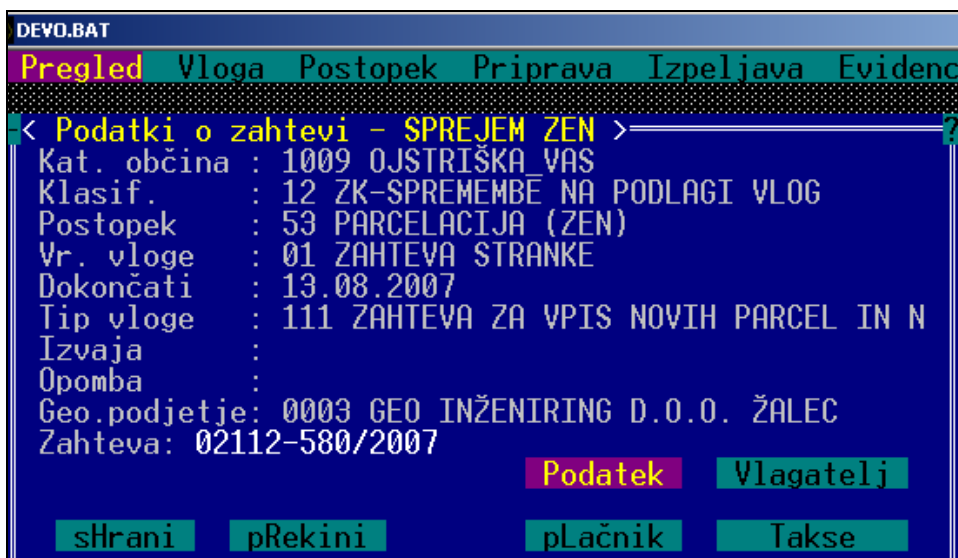 DEVO.BAT
Pregled Vloga Postopek Priprava Izpeljava Evidenc
< Podatki o zahtevi - SPREJEM ZEN > ?
Kat. občina : 1009 OJSTRIŠKA_VAS
Klasif. : 12 ZK-SPREMEMBE NA PODLAGI VLOG
Postopek : 53 PARCELACIJA (ZEN)
Vr. vloge : 01 ZAHTEVA STRANKE
Dokončati : 13.08.2007
Tip vloge : 111 ZAHTEVA ZA VPIS NOVIH PARCEL IN N
Izvaja :
Opomba :
Geo.podjetje: 0003 GEO INŽENIRING D.O.O. ŽALEC
Zahteva: 02112-580/2007
Podatek Vlagatelj
sHrani pRekini pLačnik Takse